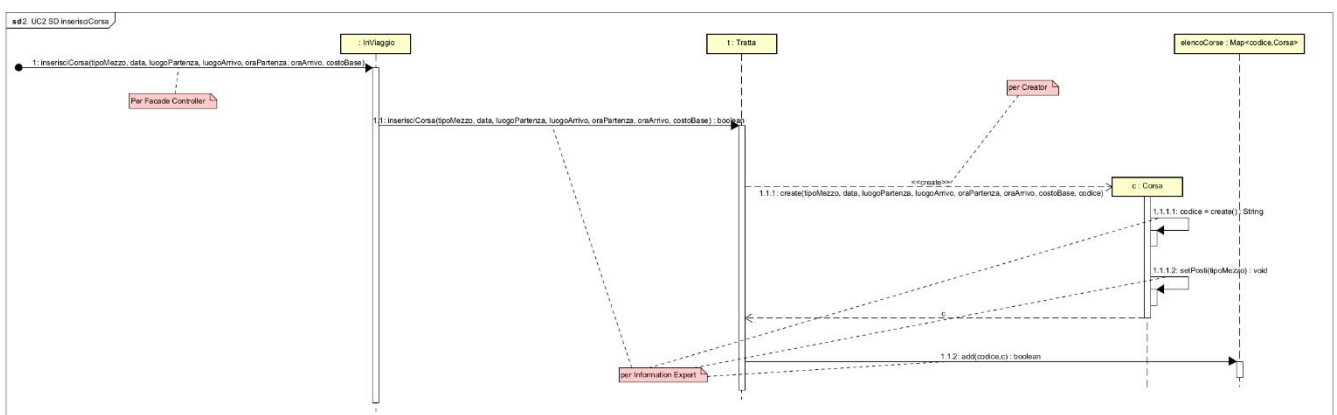 sd 2. UC2 SD inserisciCorsa
: InViaggio
t : Tratta
elencoCorse : Map<codice,Corsa>
1: inserisciCorsa(tipoMezzo, data, luogoPartenza, luogoArrivo, oraPartenza, oraArrivo, costoBase)
per Creator
Per Facade Controller
1.1: inserisciCorsa(tipoMezzo, data, luogoPartenza, luogoArrivo, oraPartenza, oraArrivo, costoBase) : boolean
<<create>>
c : Corsa
1.1.1: create(tipoMezzo, data, luogoPartenza, luogoArrivo, oraPartenza, oraArrivo, costoBase, codice)
1.1.1.1: codice = create() : String
1.1.1.2: setPosti(tipoMezzo) : void
c
1.1.2: add(codice,c) : boolean
per Information Expert